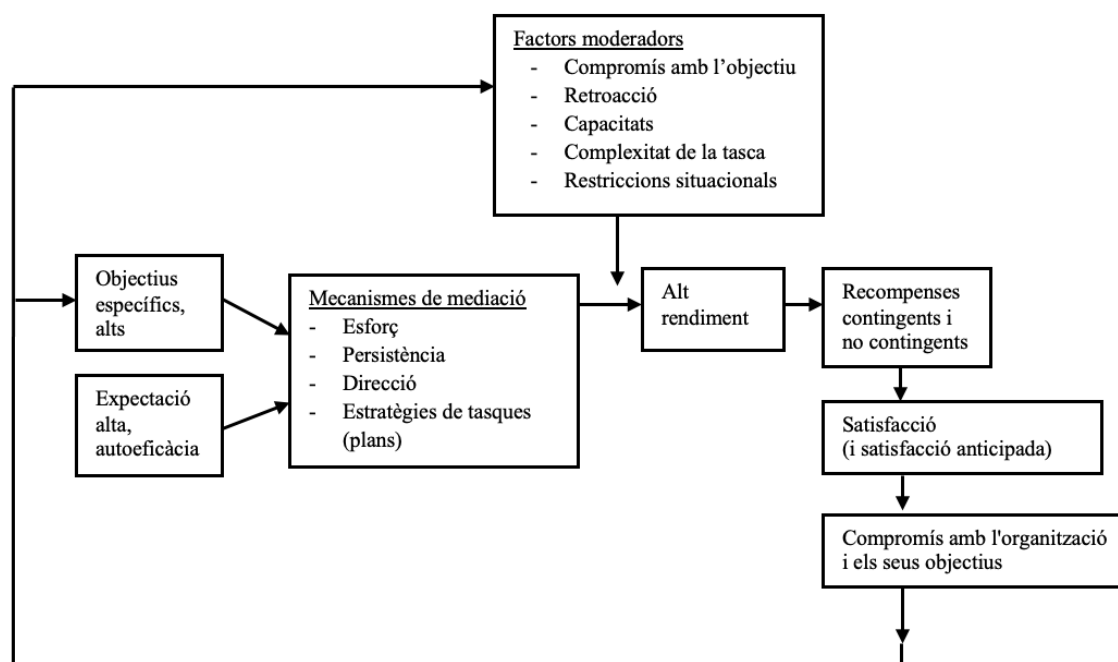 Factors moderadors
- Compromís amb l’objectiu
- Retroacció
- Capacitats
- Complexitat de la tasca
- Restriccions situacionals
Objectius
específics,
alts
Expectació
alta,
autoeficàcia
Mecanismes de mediació
- Esforç
- Persistència
- Direcció
- Estratègies de tasques
(plans)
Alt
rendiment
Recompenses
contingents i
no contingents
Satisfacció
(i satisfacció anticipada)
Compromís amb l'organització
i els seus objectius